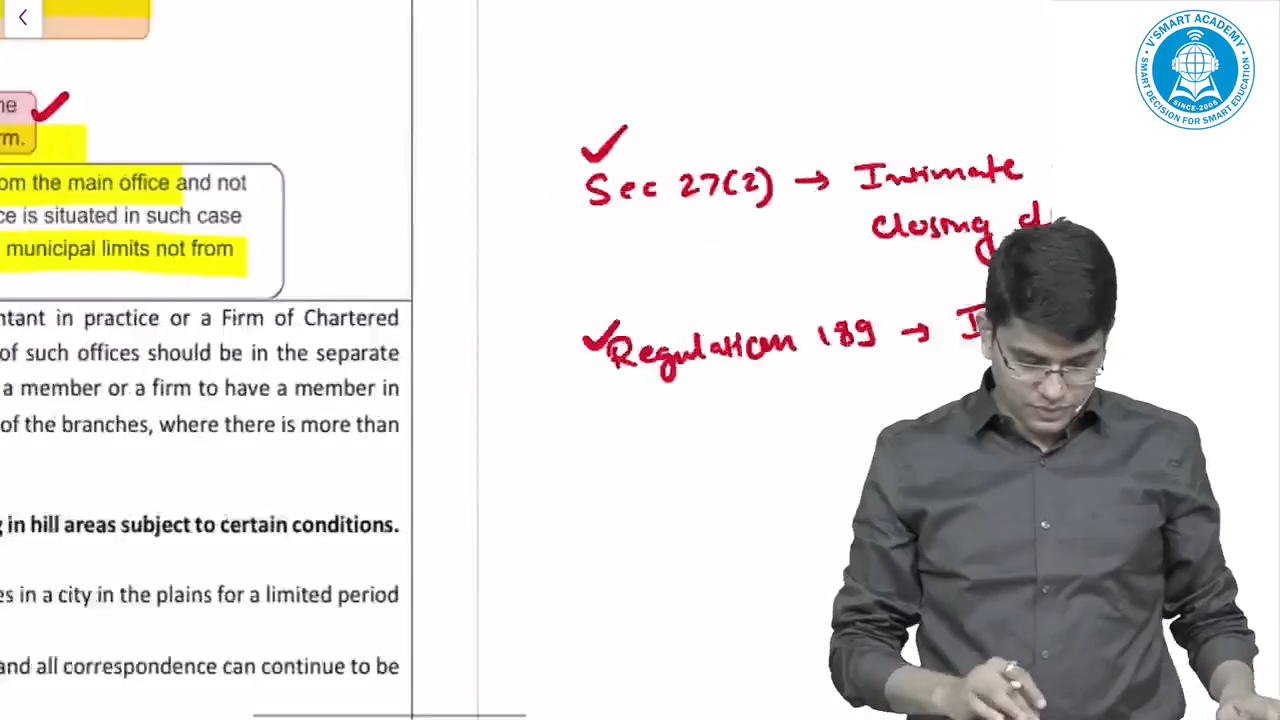 ne
rm.
om the main office and not
ce is situated in such case
municipal limits not from
ntant in practice or a Firm of Chartered
of such offices should be in the separate
a member or a firm to have a member in
of the branches, where there is more than
g in hill areas subject to certain conditions.
es in a city in the plains for a limited period
and all correspondence can continue to be
Sec 27(2) → Intimate
closing
Regulation 189 → I
V'SMART ACADEMY
SMART DECISION FOR SMART EDUCATION
SINCE-2005